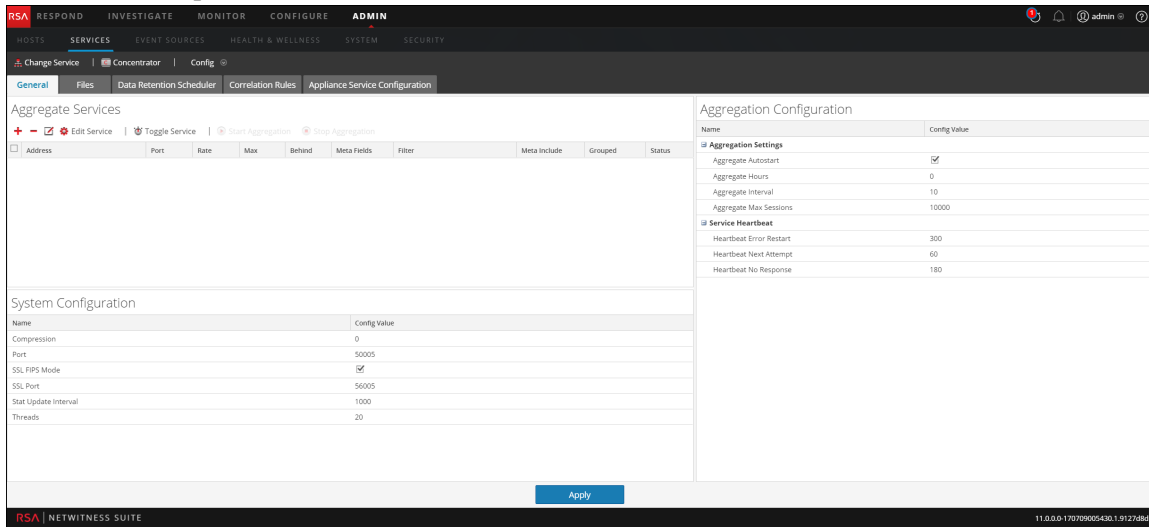 RSA RESPOND INVESTIGATE MONITOR CONFIGURE ADMIN 1 admin ?
HOSTS SERVICES EVENT SOURCES HEALTH & WELLNESS SYSTEM SECURITY
Change Service | Concentrator | Config
General Files Data Retention Scheduler Correlation Rules Appliance Service Configuration
Aggregate Services
Edit Service | Toggle Service | Start Aggregation Stop Aggregation
Address Port Rate Max Behind Meta Fields Filter Meta Include Grouped Status
System Configuration
Name Config Value
Compression 0
Port 50005
SSL FIPS Mode
SSL Port 56005
Stat Update Interval 1000
Threads 20
Aggregation Configuration
Name Config Value
Aggregation Settings
Aggregate Autostart
Aggregate Hours 0
Aggregate Interval 10
Aggregate Max Sessions 10000
Service Heartbeat
Heartbeat Error Restart 300
Heartbeat Next Attempt 60
Heartbeat No Response 180
Apply
RSA | NETWITNESS SUITE 11.0.0.0-170709005430.1.9127d8d